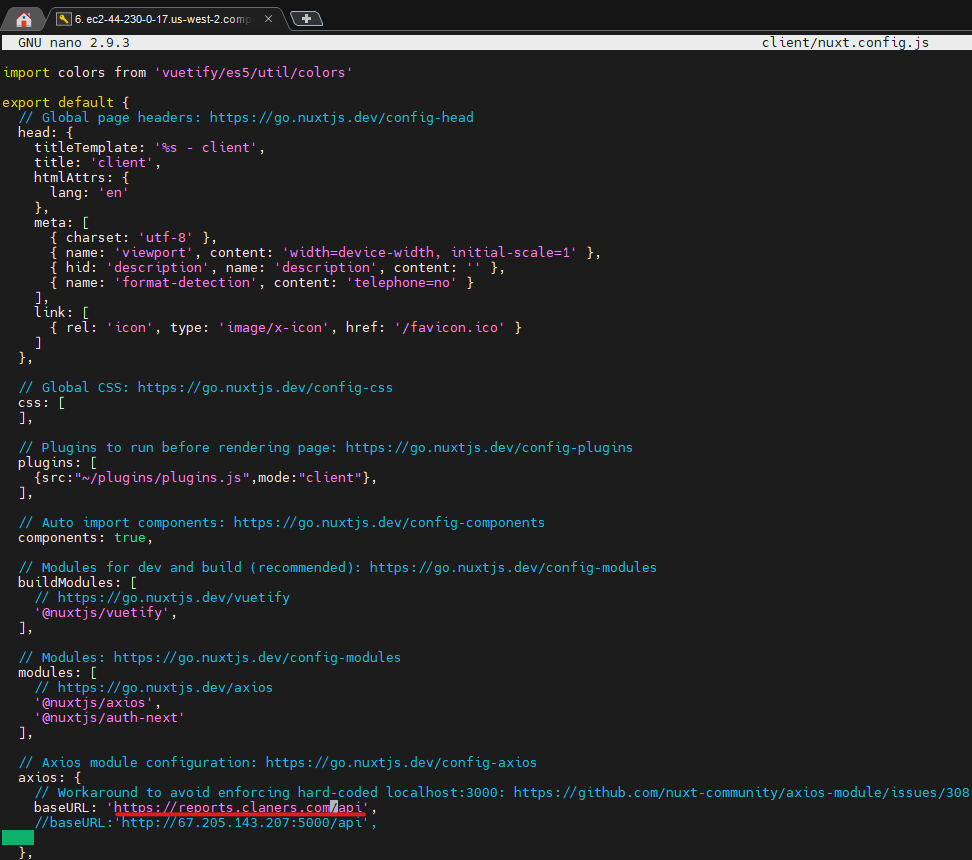 6. ec2-44-230-0-17.us-west-2.comp
GNU nano 2.9.3 client/nuxt.config.js
import colors from 'vuetify/es5/util/colors'
export default {
// Global page headers: https://go.nuxtjs.dev/config-head
head: {
titleTemplate: '%s - client',
title: 'client',
htmlAttrs: {
lang: 'en'
},
meta: [
{ charset: 'utf-8' },
{ name: 'viewport', content: 'width=device-width, initial-scale=1' },
{ hid: 'description', name: 'description', content: '' },
{ name: 'format-detection', content: 'telephone=no' }
],
link: [
{ rel: 'icon', type: 'image/x-icon', href: '/favicon.ico' }
]
},
// Global CSS: https://go.nuxtjs.dev/config-css
css: [
],
// Plugins to run before rendering page: https://go.nuxtjs.dev/config-plugins
plugins: [
{src:"~/plugins/plugins.js",mode:"client"},
],
// Auto import components: https://go.nuxtjs.dev/config-components
components: true,
// Modules for dev and build (recommended): https://go.nuxtjs.dev/config-modules
buildModules: [
// https://go.nuxtjs.dev/vuetify
'@nuxtjs/vuetify',
],
// Modules: https://go.nuxtjs.dev/config-modules
modules: [
// https://go.nuxtjs.dev/axios
'@nuxtjs/axios',
'@nuxtjs/auth-next'
],
// Axios module configuration: https://go.nuxtjs.dev/config-axios
axios: {
// Workaround to avoid enforcing hard-coded localhost:3000: https://github.com/nuxt-community/axios-module/issues/308
baseURL: 'https://reports.claners.com/api',
//baseURL:'http://67.205.143.207:5000/api',
},